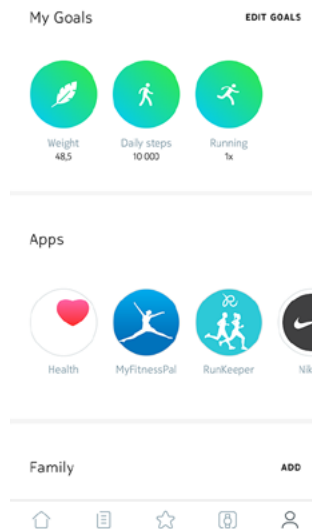 My Goals EDIT GOALS
Weight Daily steps Running
48,5 10 000 1x
Apps
Health MyFitnessPal RunKeeper Nik
Family ADD